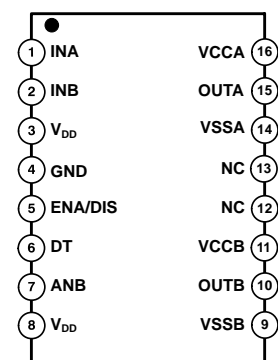 1 INA VCCA 16
2 INB OUTA 15
3 VDD VSSA 14
4 GND NC 13
5 ENA/DIS NC 12
6 DT VCCB 11
7 ANB OUTB 10
8 VDD VSSB 9